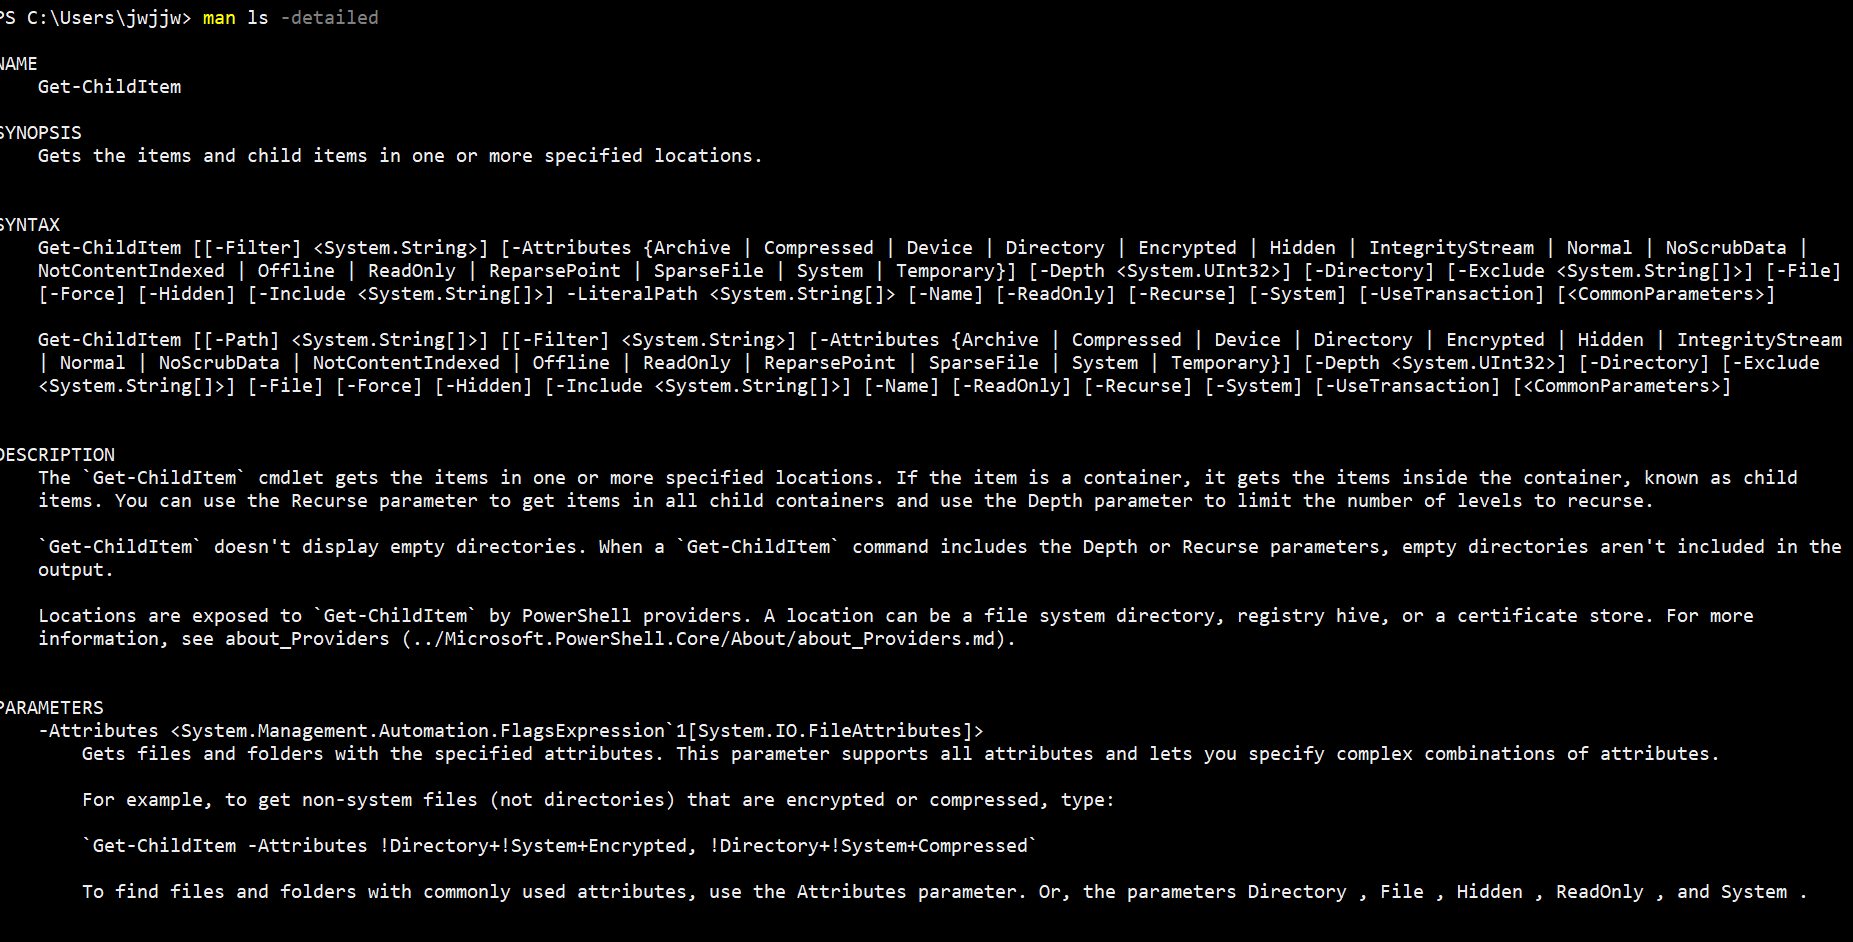 PS C:\Users\jwjjw> man ls -detailed
NAME
Get-ChildItem
SYNOPSIS
Gets the items and child items in one or more specified locations.
SYNTAX
Get-ChildItem [[-Filter] <System.String>] [-Attributes {Archive | Compressed | Device | Directory | Encrypted | Hidden | IntegrityStream | Normal | NoScrubData |
NotContentIndexed | Offline | ReadOnly | ReparsePoint | SparseFile | System | Temporary}] [-Depth <System.UInt32>] [-Directory] [-Exclude <System.String[]>] [-File]
[-Force] [-Hidden] [-Include <System.String[]>] -LiteralPath <System.String[]> [-Name] [-ReadOnly] [-Recurse] [-System] [-UseTransaction] [<CommonParameters>]
Get-ChildItem [[-Path] <System.String[]>] [[-Filter] <System.String>] [-Attributes {Archive | Compressed | Device | Directory | Encrypted | Hidden | IntegrityStream
| Normal | NoScrubData | NotContentIndexed | Offline | ReadOnly | ReparsePoint | SparseFile | System | Temporary}] [-Depth <System.UInt32>] [-Directory] [-Exclude
<System.String[]>] [-File] [-Force] [-Hidden] [-Include <System.String[]>] [-Name] [-ReadOnly] [-Recurse] [-System] [-UseTransaction] [<CommonParameters>]
DESCRIPTION
The `Get-ChildItem` cmdlet gets the items in one or more specified locations. If the item is a container, it gets the items inside the container, known as child
items. You can use the Recurse parameter to get items in all child containers and use the Depth parameter to limit the number of levels to recurse.
`Get-ChildItem` doesn't display empty directories. When a `Get-ChildItem` command includes the Depth or Recurse parameters, empty directories aren't included in the
output.
Locations are exposed to `Get-ChildItem` by PowerShell providers. A location can be a file system directory, registry hive, or a certificate store. For more
information, see about_Providers (../Microsoft.PowerShell.Core/About/about_Providers.md).
PARAMETERS
-Attributes <System.Management.Automation.FlagsExpression`1[System.IO.FileAttributes]>
Gets files and folders with the specified attributes. This parameter supports all attributes and lets you specify complex combinations of attributes.
For example, to get non-system files (not directories) that are encrypted or compressed, type:
`Get-ChildItem -Attributes !Directory+!System+Encrypted, !Directory+!System+Compressed`
To find files and folders with commonly used attributes, use the Attributes parameter. Or, the parameters Directory , File , Hidden , ReadOnly , and System .